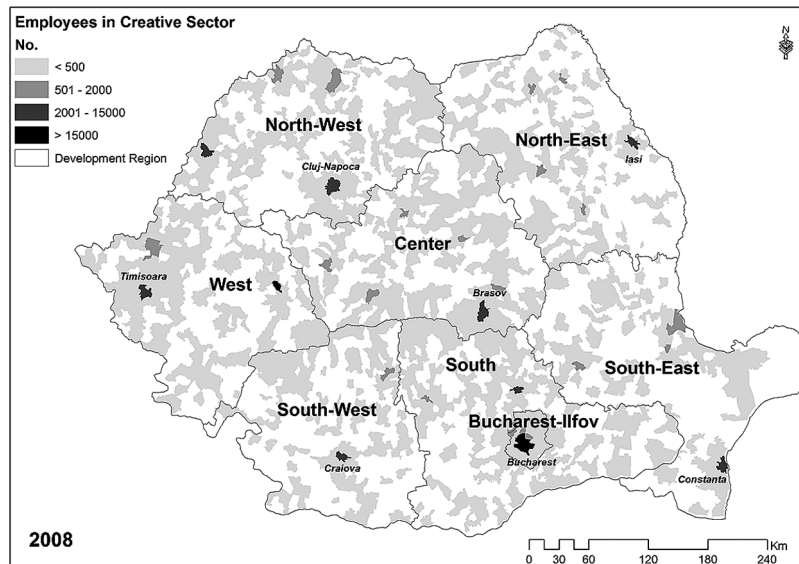 Employees in Creative Sector
No.
< 500
501 - 2000
2001 - 15000
> 15000
Development Region
N
North-West
Cluj-Napoca
North-East
Iasi
Center
Timisoara
West
Brasov
South
South-East
South-West
Bucharest-Ilfov
Bucharest
Craiova
Constanta
2008
Km
0 30 60 120 180 240